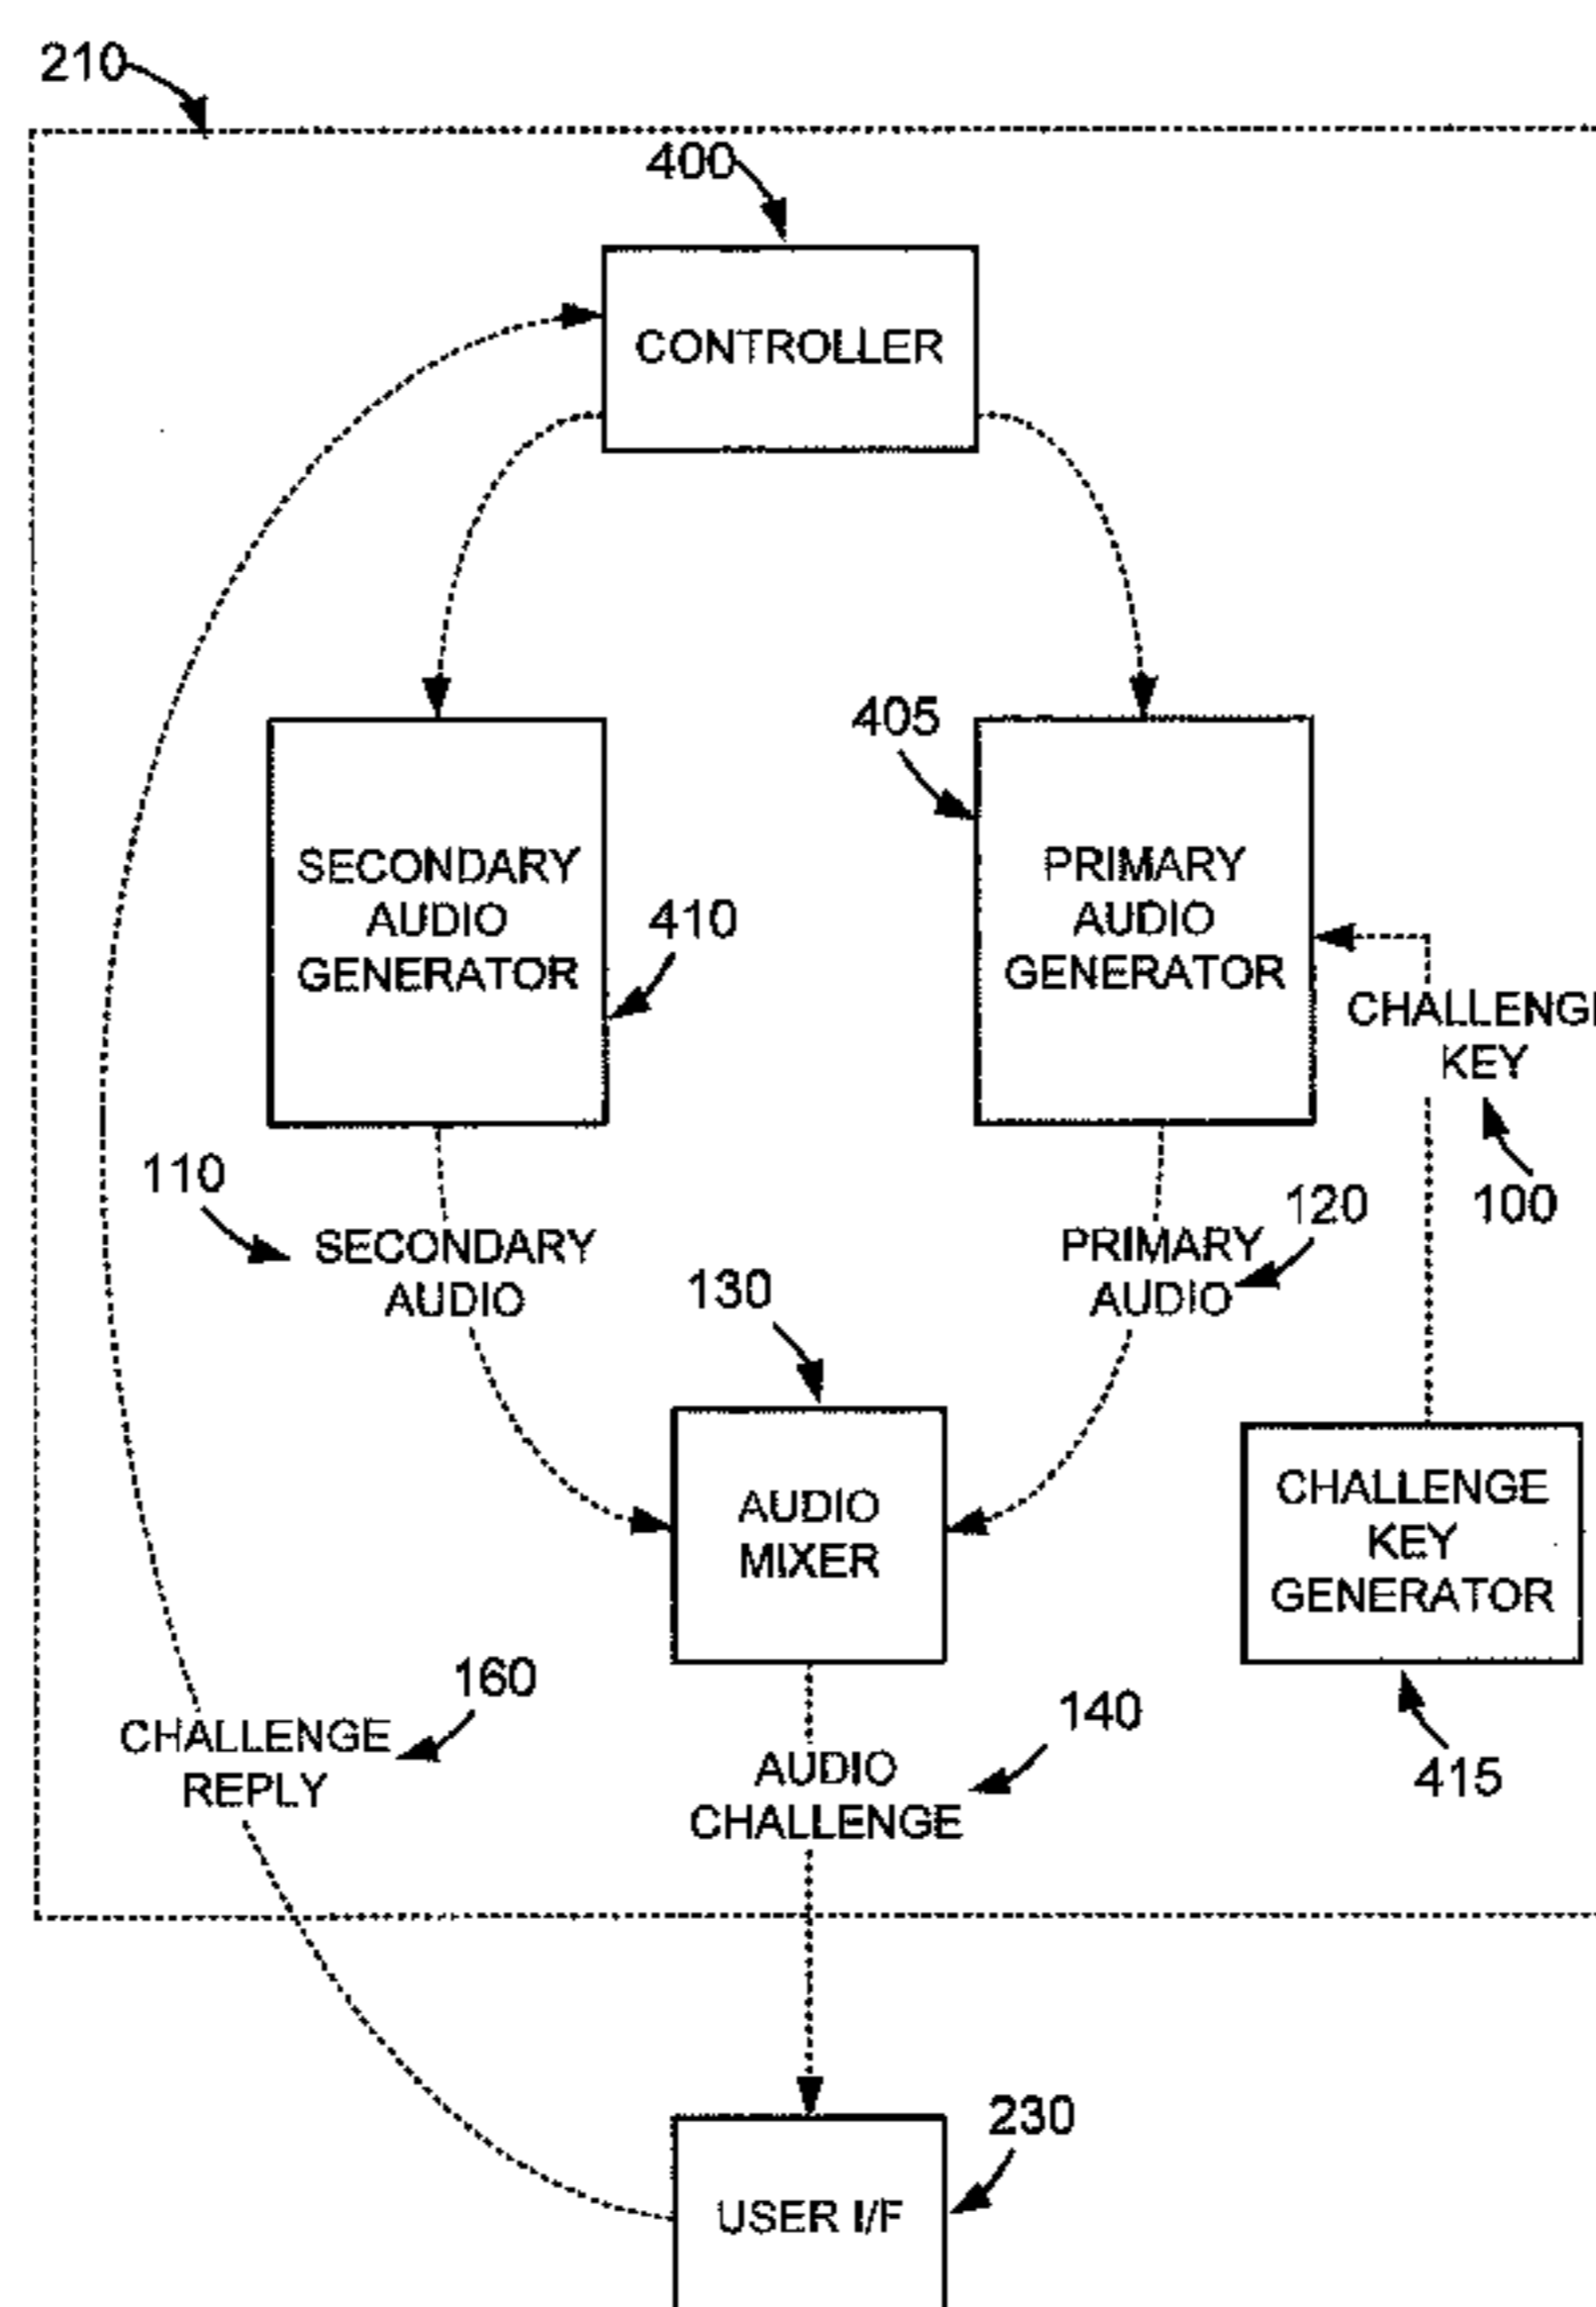 210
400
CONTROLLER
405
SECONDARY
AUDIO
GENERATOR
410
PRIMARY
AUDIO
GENERATOR
CHALLENG
KEY
100
110
SECONDARY
AUDIO
120
PRIMARY
AUDIO
130
AUDIO
MIXER
CHALLENGE
KEY
GENERATOR
415
160
CHALLENGE
REPLY
140
AUDIO
CHALLENGE
230
USER I/F